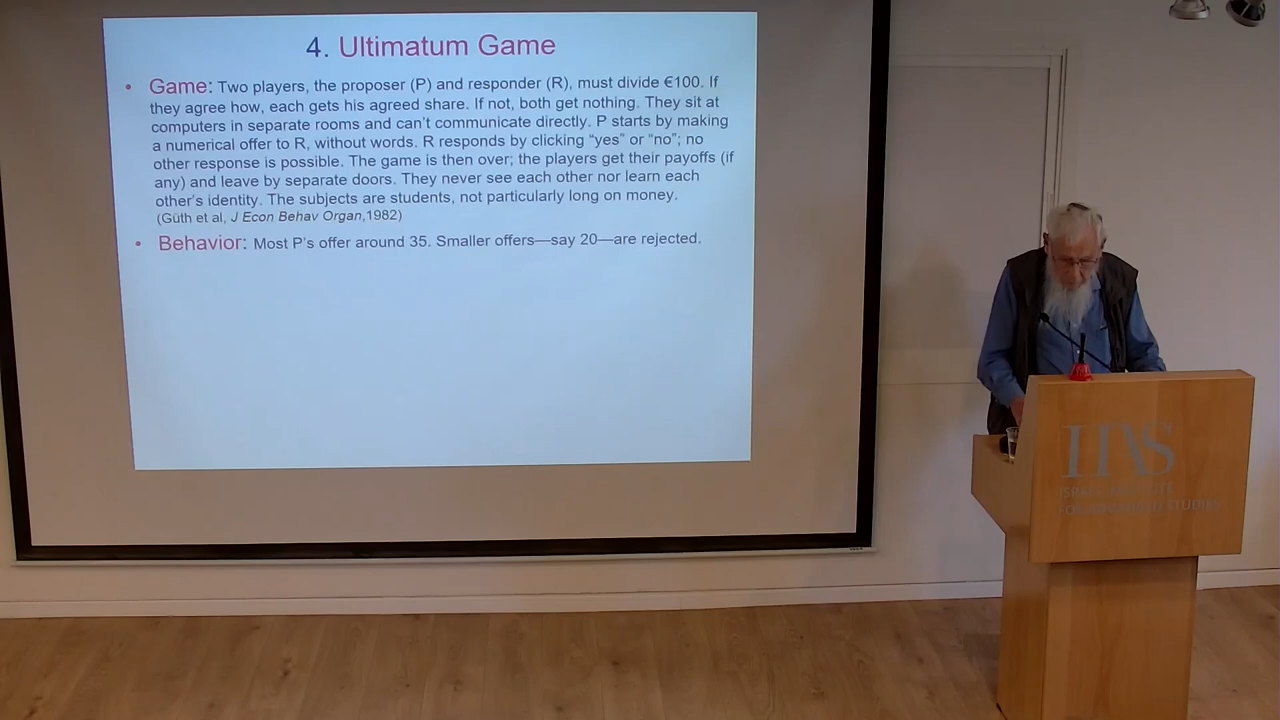 4. Ultimatum Game
• Game: Two players, the proposer (P) and responder (R), must divide €100. If
they agree how, each gets his agreed share. If not, both get nothing. They sit at
computers in separate rooms and can't communicate directly. P starts by making
a numerical offer to R, without words. R responds by clicking "yes" or "no"; no
other response is possible. The game is then over; the players get their payoffs (if
any) and leave by separate doors. They never see each other nor learn each
other's identity. The subjects are students, not particularly long on money.
(Güth et al, J Econ Behav Organ,1982)
• Behavior: Most P's offer around 35. Smaller offers—say 20—are rejected.
IIAS
ISRAEL INSTITUTE
FOR ADVANCED STUDIES